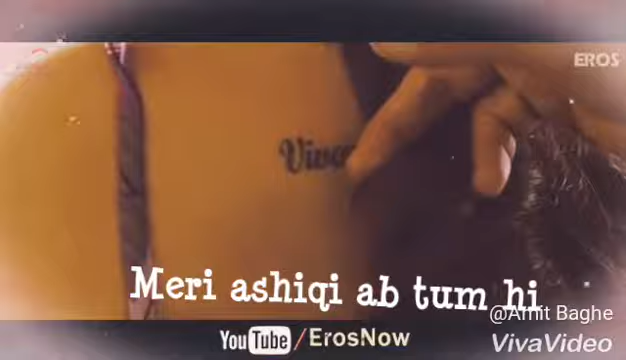 EROS
Meri ashiqi ab tum hi
@Amit Baghe
YouTube /ErosNow
VivaVideo